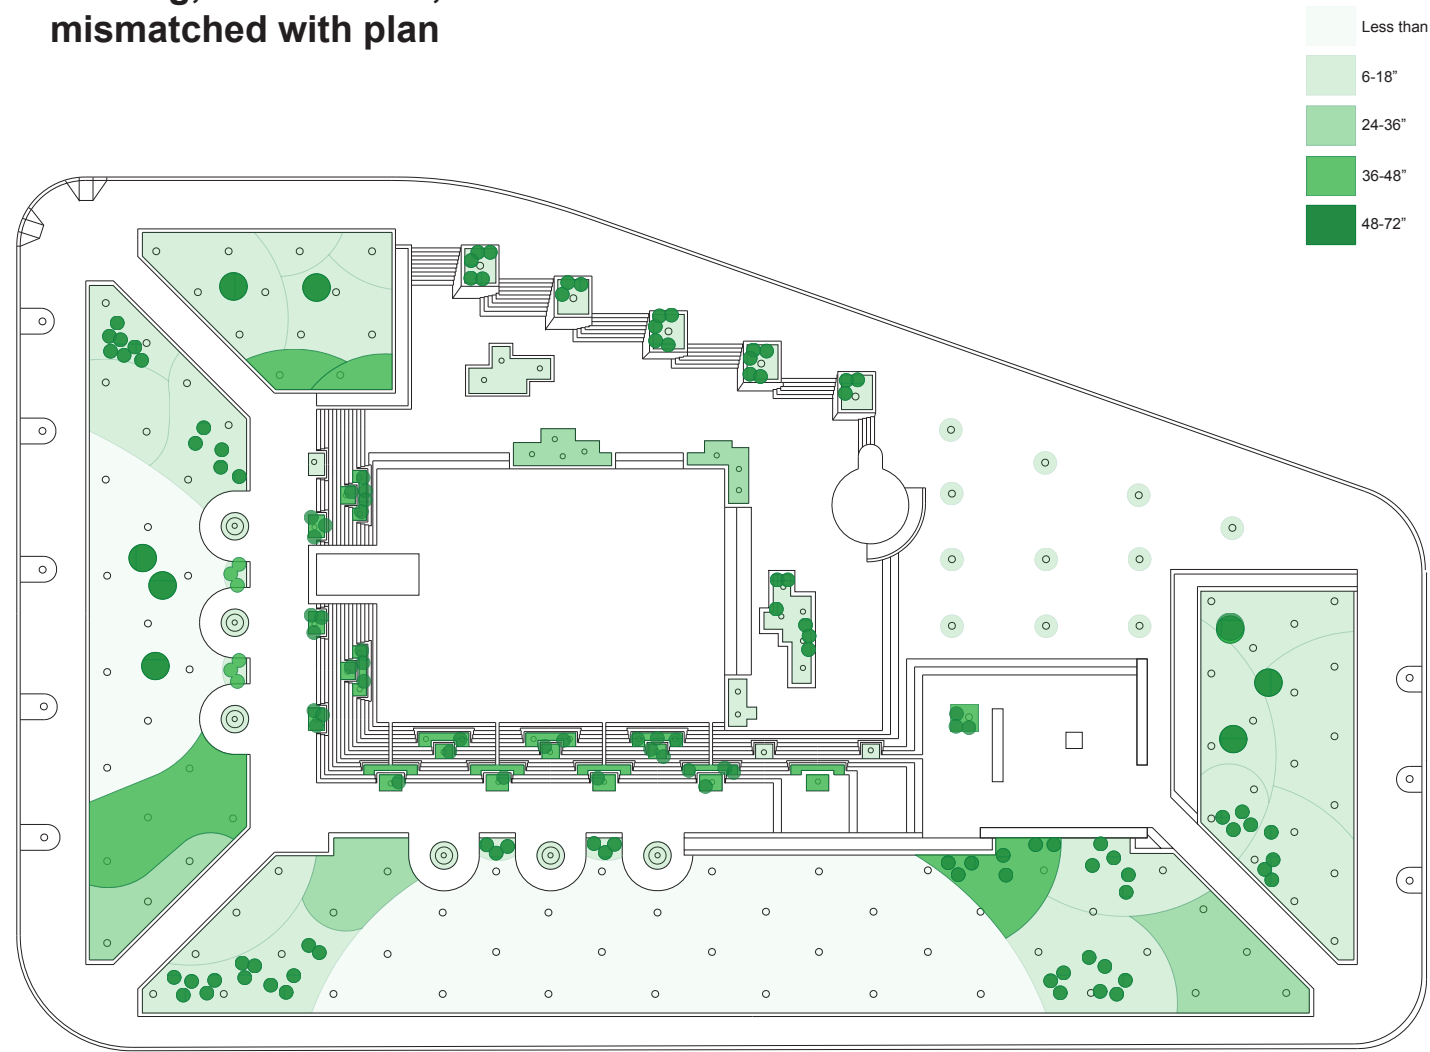 mismatched with plan
Less than
6-18”
24-36”
36-48”
48-72”